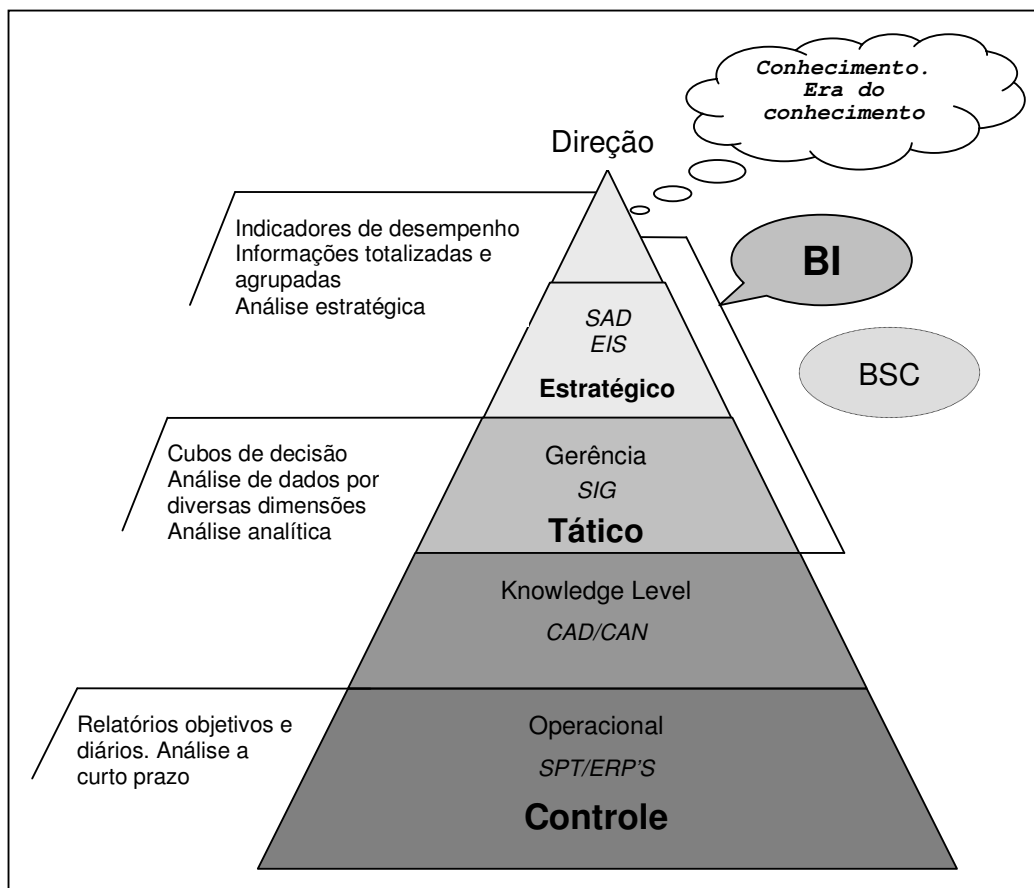 Conhecimento.
Era do
conhecimento
Direção
Indicadores de desempenho
Informações totalizadas e
agrupadas
Análise estratégica
BI
SAD
EIS
Estratégico
BSC
Cubos de decisão
Análise de dados por
diversas dimensões
Análise analítica
Gerência
SIG
Tático
Knowledge Level
CAD/CAN
Relatórios objetivos e
diários. Análise a
curto prazo
Operacional
SPT/ERP'S
Controle